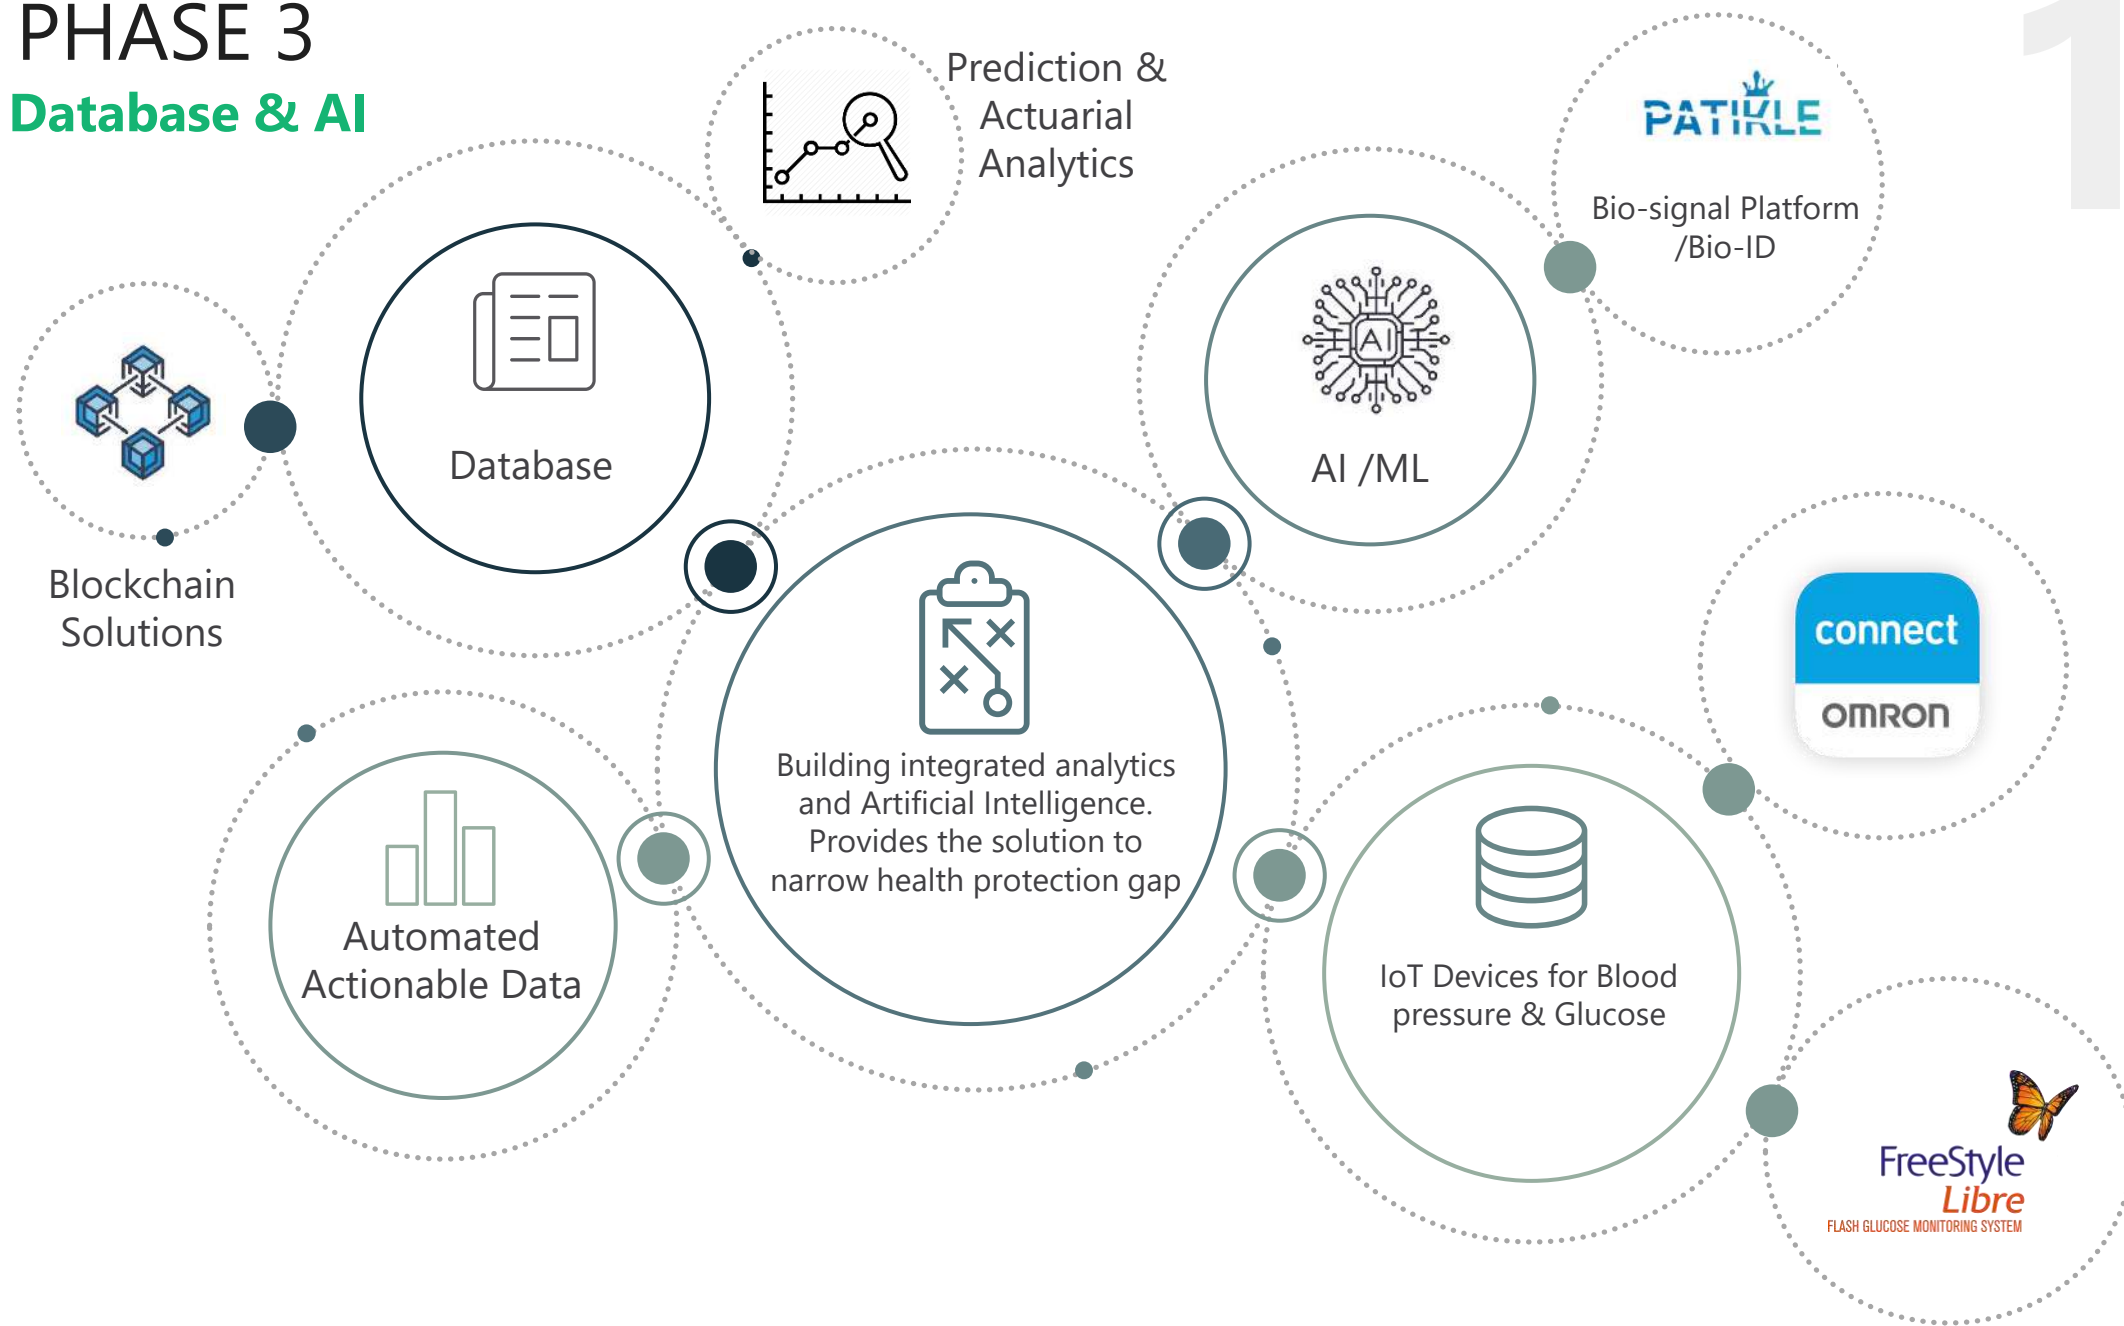 PHASE 3
Database & AI
1
Prediction &
Actuarial
Analytics
PATIKLE
Bio-signal Platform
/Bio-ID
Database
AI
AI /ML
Blockchain
Solutions
connect
OMRON
Building integrated analytics
and Artificial Intelligence.
Provides the solution to
narrow health protection gap
Automated
Actionable Data
IoT Devices for Blood
pressure & Glucose
FreeStyle
Libre
FLASH GLUCOSE MONITORING SYSTEM